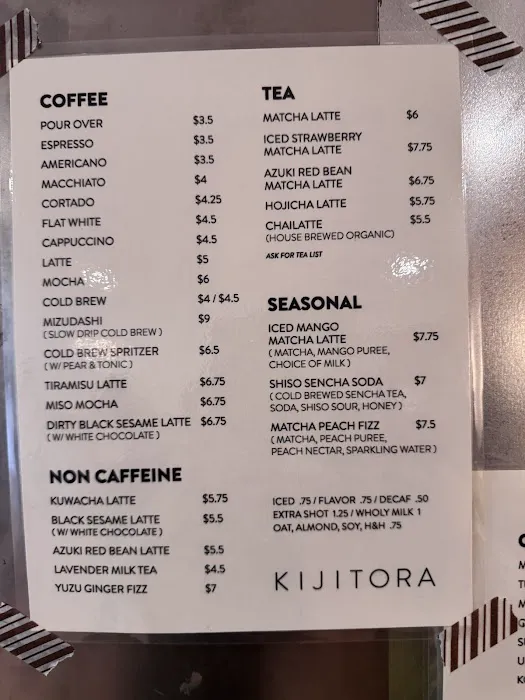 COFFEE
POUR OVER $3.5
ESPRESSO $3.5
AMERICANO $3.5
MACCHIATO $4
CORTADO $4.25
FLAT WHITE $4.5
CAPPUCCINO $4.5
LATTE $5
MOCHA $6
COLD BREW $4 / $4.5
MIZUDASHI $9
( SLOW DRIP COLD BREW )
COLD BREW SPRITZER $6.5
( W/ PEAR & TONIC )
TIRAMISU LATTE $6.75
MISO MOCHA $6.75
DIRTY BLACK SESAME LATTE $6.75
( W/ WHITE CHOCOLATE )
NON CAFFEINE
KUWACHA LATTE $5.75
BLACK SESAME LATTE $5.5
( W/ WHITE CHOCOLATE )
AZUKI RED BEAN LATTE $5.5
LAVENDER MILK TEA $4.5
YUZU GINGER FIZZ $7
TEA
MATCHA LATTE $6
ICED STRAWBERRY
MATCHA LATTE $7.75
AZUKI RED BEAN
MATCHA LATTE $6.75
HOJICHA LATTE $5.75
CHAILATTE $5.5
(HOUSE BREWED ORGANIC)
ASK FOR TEA LIST
SEASONAL
ICED MANGO
MATCHA LATTE $7.75
( MATCHA, MANGO PUREE,
CHOICE OF MILK )
SHISO SENCHA SODA $7
( COLD BREWED SENCHA TEA,
SODA, SHISO SOUR, HONEY )
MATCHA PEACH FIZZ $7.5
( MATCHA, PEACH PUREE,
PEACH NECTAR, SPARKLING WATER )
ICED .75 / FLAVOR .75 / DECAF .50
EXTRA SHOT 1.25 / WHOLE MILK 1
OAT, ALMOND, SOY, H&H .75
KIJITORA